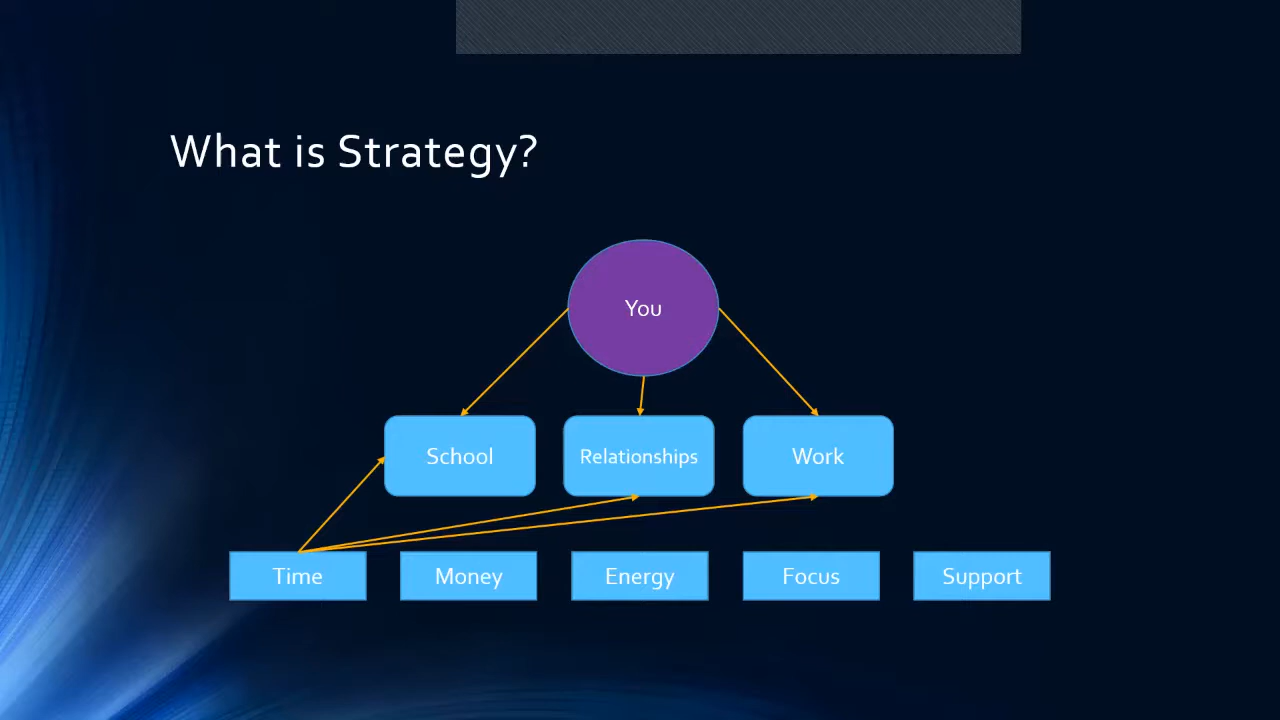 What is Strategy?
You
School
Relationships
Work
Time
Money
Energy
Focus
Support